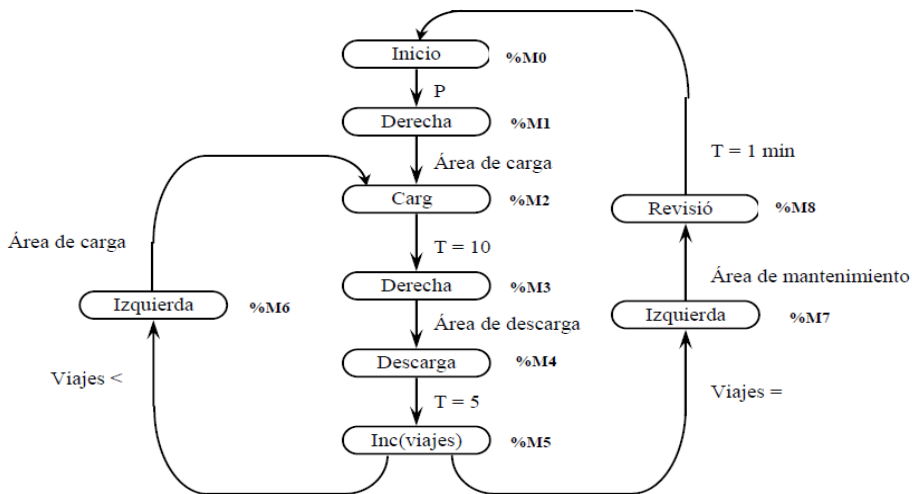 Inicio %M0
P
Derecha %M1
T = 1 min
Área de carga
Carg %M2
Revisió %M8
Área de carga
T = 10
Área de mantenimiento
Derecha %M3
Izquierda %M6
Izquierda %M7
Área de descarga
Descarga %M4
Viajes <
Viajes =
T = 5
Inc(viajes) %M5